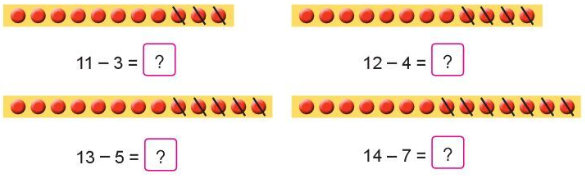 11 – 3 = ?
12 – 4 = ?
13 – 5 = ?
14 – 7 = ?